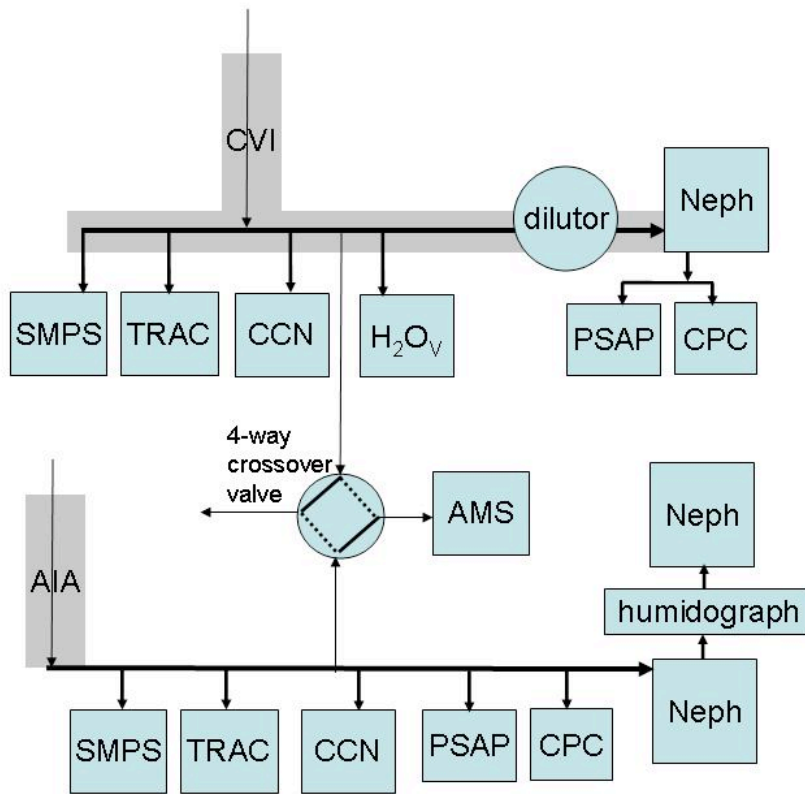 CVI
dilutor
Neph
SMPS
TRAC
CCN
H₂O_V
PSAP
CPC
4-way
crossover
valve
AMS
Neph
AIA
humidograph
Neph
SMPS
TRAC
CCN
PSAP
CPC